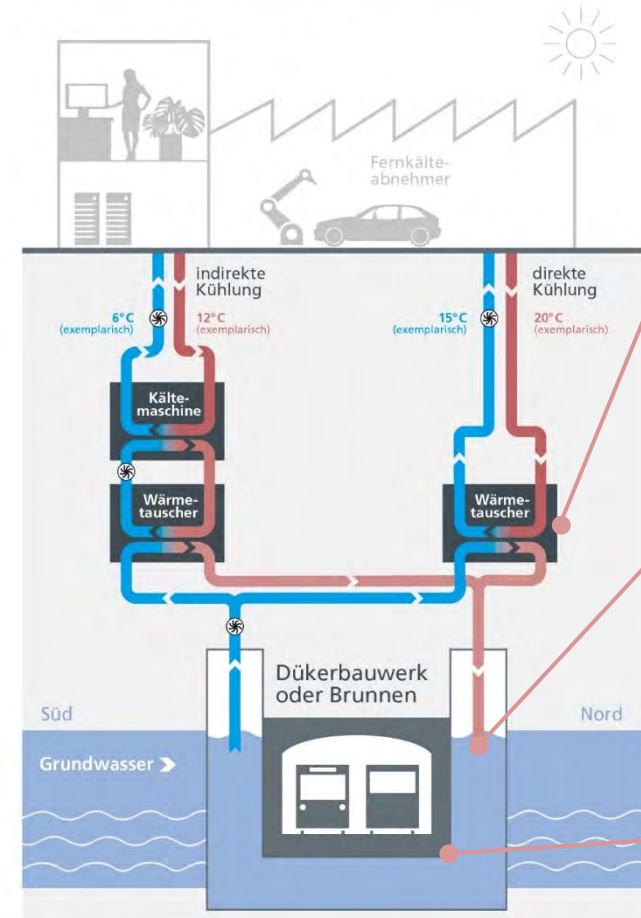 Fernkälte-
abnehmer
indirekte
Kühlung
direkte
Kühlung
6°C
(exemplarisch)
12°C
(exemplarisch)
15°C
(exemplarisch)
20°C
(exemplarisch)
Kälte-
maschine
Wärme-
tauscher
Wärme-
tauscher
Dükerbauwerk
oder Brunnen
Süd
Nord
Grundwasser